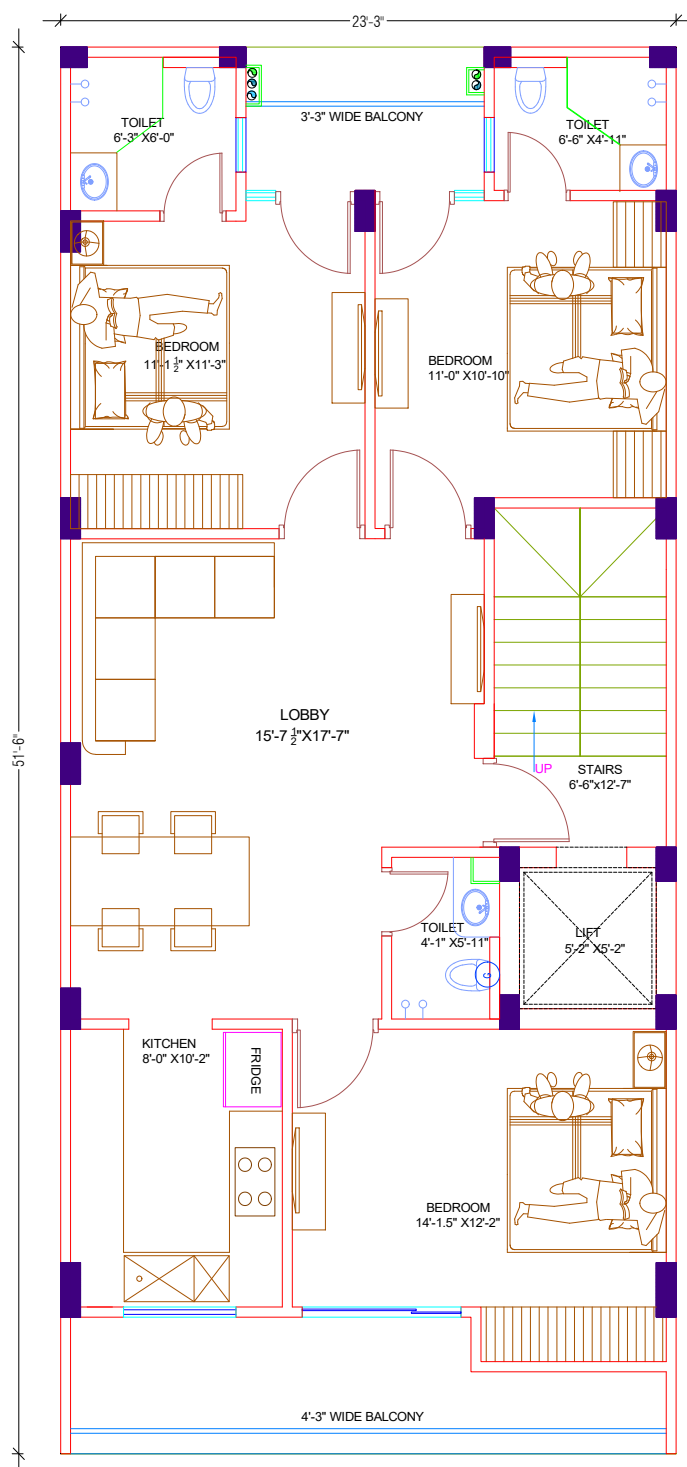 23'-3"
51'-6"
TOILET
6'-3" X6'-0"
3'-3" WIDE BALCONY
TOILET
6'-6" X4'-11"
BEDROOM
11'-1 1/2" X11'-3"
BEDROOM
11'-0" X10'-10"
LOBBY
15'-7 1/2"X17'-7"
UP
STAIRS
6'-6"x12'-7"
TOILET
4'-1" X5'-11"
LIFT
5'-2" X5'-2"
G
KITCHEN
8'-0" X10'-2"
FRIDGE
BEDROOM
14'-1.5" X12'-2"
4'-3" WIDE BALCONY